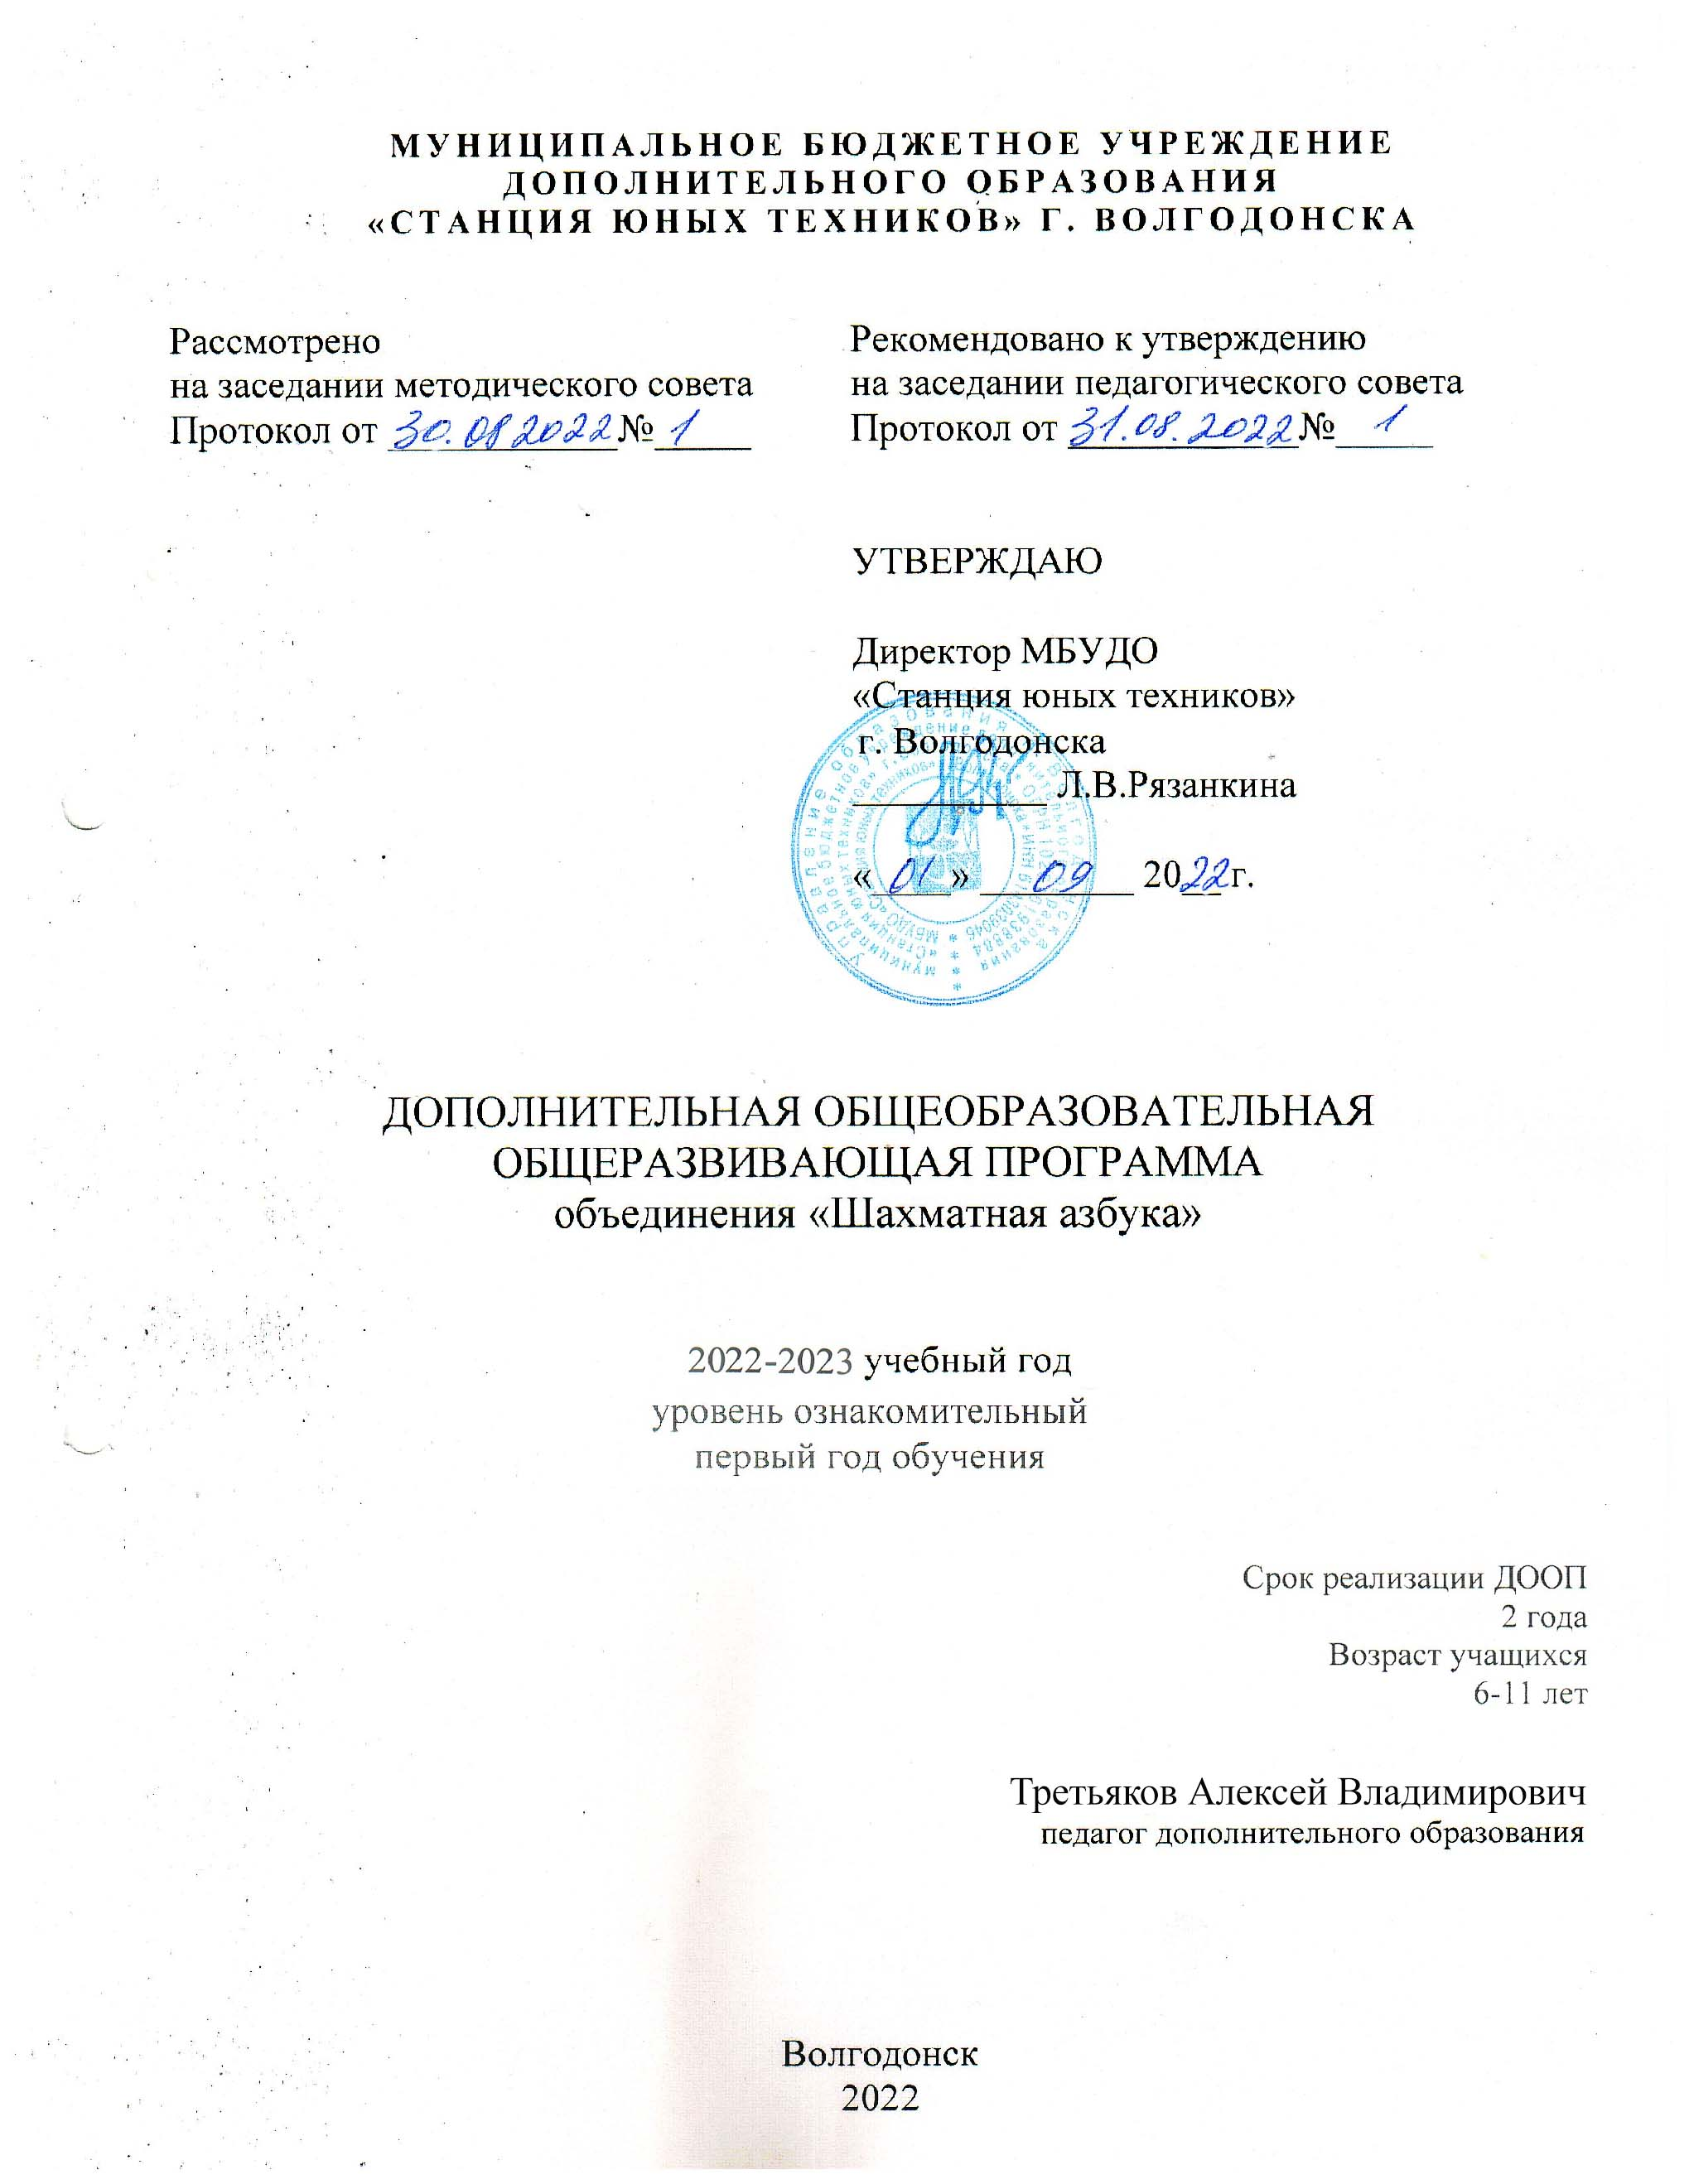 МУНИЦИПАЛЬНОЕ БЮДЖЕТНОЕ УЧРЕЖДЕНИЕ
ДОПОЛНИТЕЛЬНОГО ОБРАЗОВАНИЯ
«СТАНЦИЯ ЮНЫХ ТЕХНИКОВ» Г. ВОЛГОДОНСКА
Рассмотрено
на заседании методического совета
Протокол от 30.08 2022 № 1
Рекомендовано к утверждению
на заседании педагогического совета
Протокол от 31.08.2022 № 1
УТВЕРЖДАЮ
Директор МБУДО
«Станция юных техников»
г. Волгодонска
Л.В.Рязанкина
«01» 09 2022г.
ДОПОЛНИТЕЛЬНАЯ ОБЩЕОБРАЗОВАТЕЛЬНАЯ
ОБЩЕРАЗВИВАЮЩАЯ ПРОГРАММА
объединения «Шахматная азбука»
2022-2023 учебный год
уровень ознакомительный
первый год обучения
Срок реализации ДООП
2 года
Возраст учащихся
6-11 лет
Третьяков Алексей Владимирович
педагог дополнительного образования
Волгодонск
2022